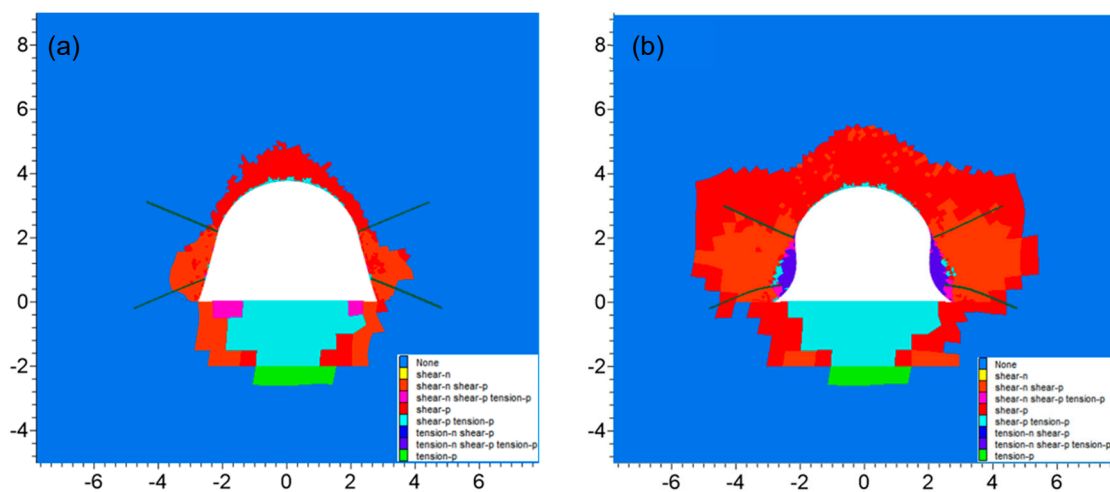 (a)
8
6
4
2
0
-2
-4
-6 -4 -2 0 2 4 6
None
shear-n
shear-n shear-p
shear-n shear-p tension-p
shear-p
shear-p tension-p
tension-n shear-p
tension-n shear-p tension-p
tension-p
(b)
8
6
4
2
0
-2
-4
-6 -4 -2 0 2 4 6
None
shear-n
shear-n shear-p
shear-n shear-p tension-p
shear-p
shear-p tension-p
tension-n shear-p
tension-n shear-p tension-p
tension-p